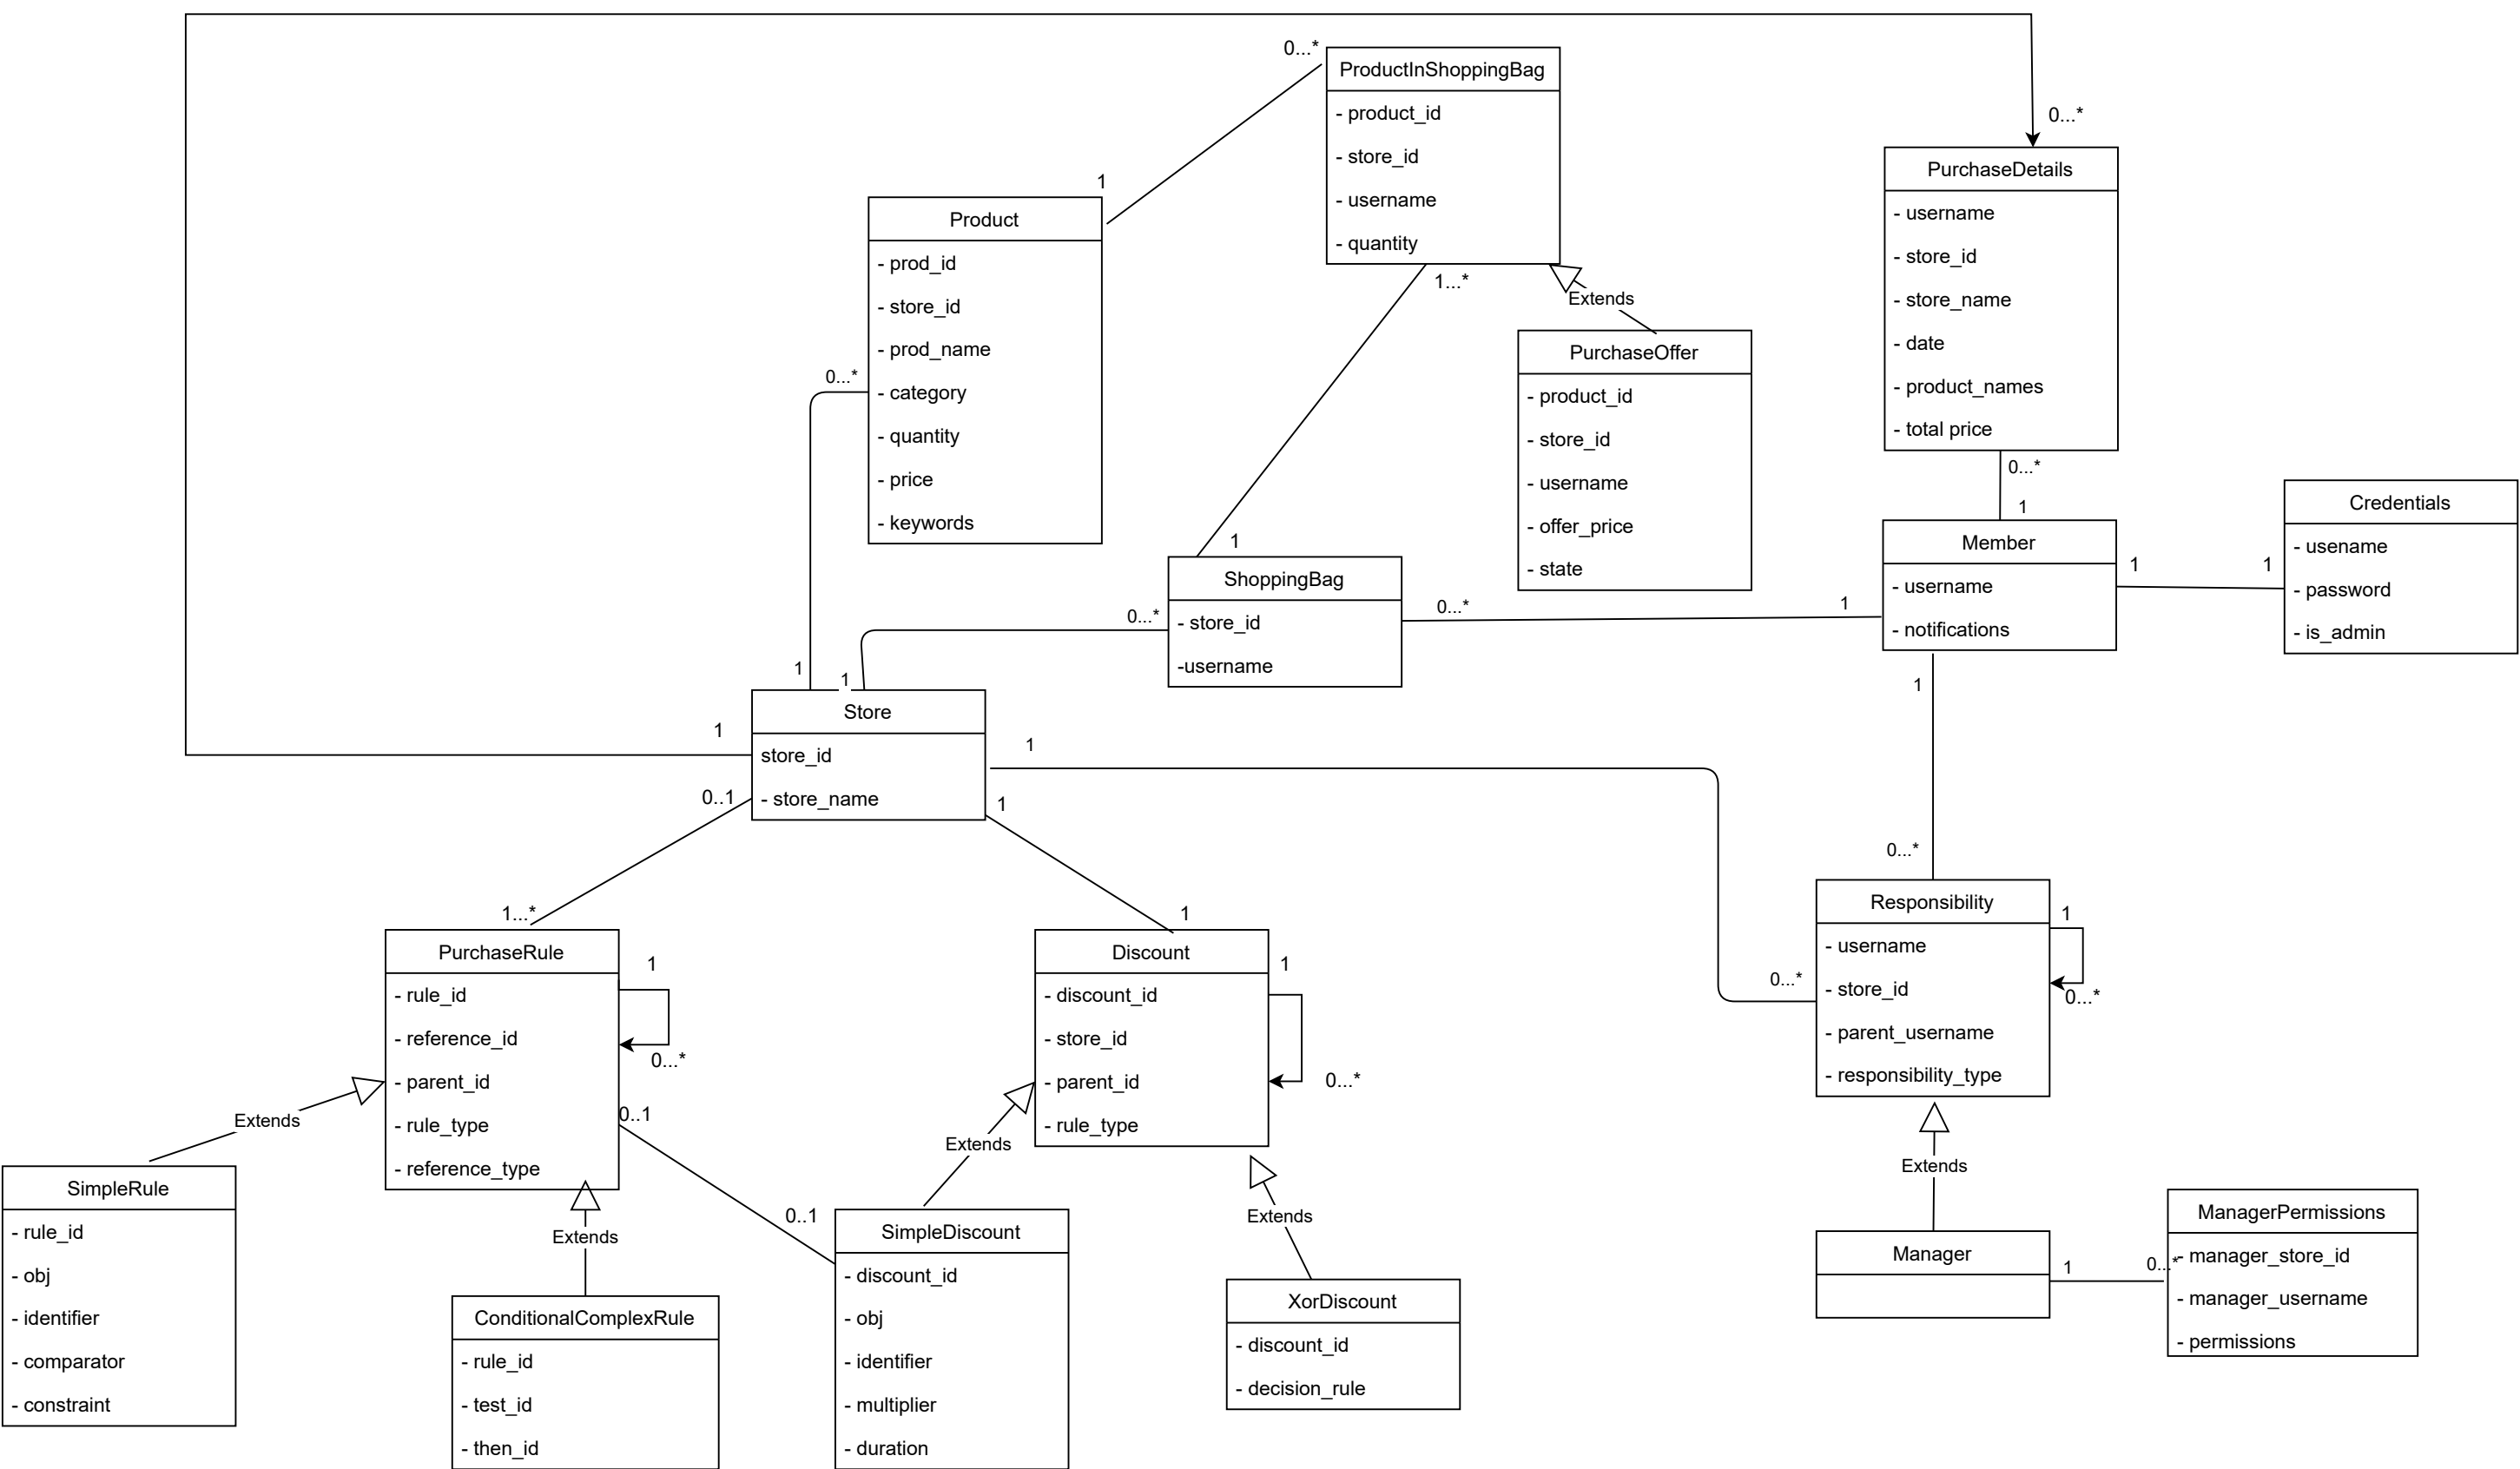 0...*
ProductInShoppingBag
- product_id
- store_id
- username
- quantity
1...*
Extends
0...*
PurchaseDetails
- username
- store_id
- store_name
- date
- product_names
- total price
0...*
1
1
Product
- prod_id
- store_id
- prod_name
- category
- quantity
- price
- keywords
0...*
1
PurchaseOffer
- product_id
- store_id
- username
- offer_price
- state
1
ShoppingBag
- store_id
-username
0...*
0...*
1
Member
- username
- notifications
1
1
Credentials
- usename
- password
- is_admin
1
1
Store
store_id
- store_name
1
1
0..1
1
1
0...*
1...*
PurchaseRule
- rule_id
- reference_id
- parent_id
- rule_type
- reference_type
1
0...*
0..1
1
Discount
- discount_id
- store_id
- parent_id
- rule_type
1
0...*
0...*
Responsibility
- username
- store_id
- parent_username
- responsibility_type
1
0...*
Extends
SimpleRule
- rule_id
- obj
- identifier
- comparator
- constraint
Extends
ConditionalComplexRule
- rule_id
- test_id
- then_id
Extends
0..1
SimpleDiscount
- discount_id
- obj
- identifier
- multiplier
- duration
Extends
XorDiscount
- discount_id
- decision_rule
Extends
Manager
1
0...*
ManagerPermissions
- manager_store_id
- manager_username
- permissions